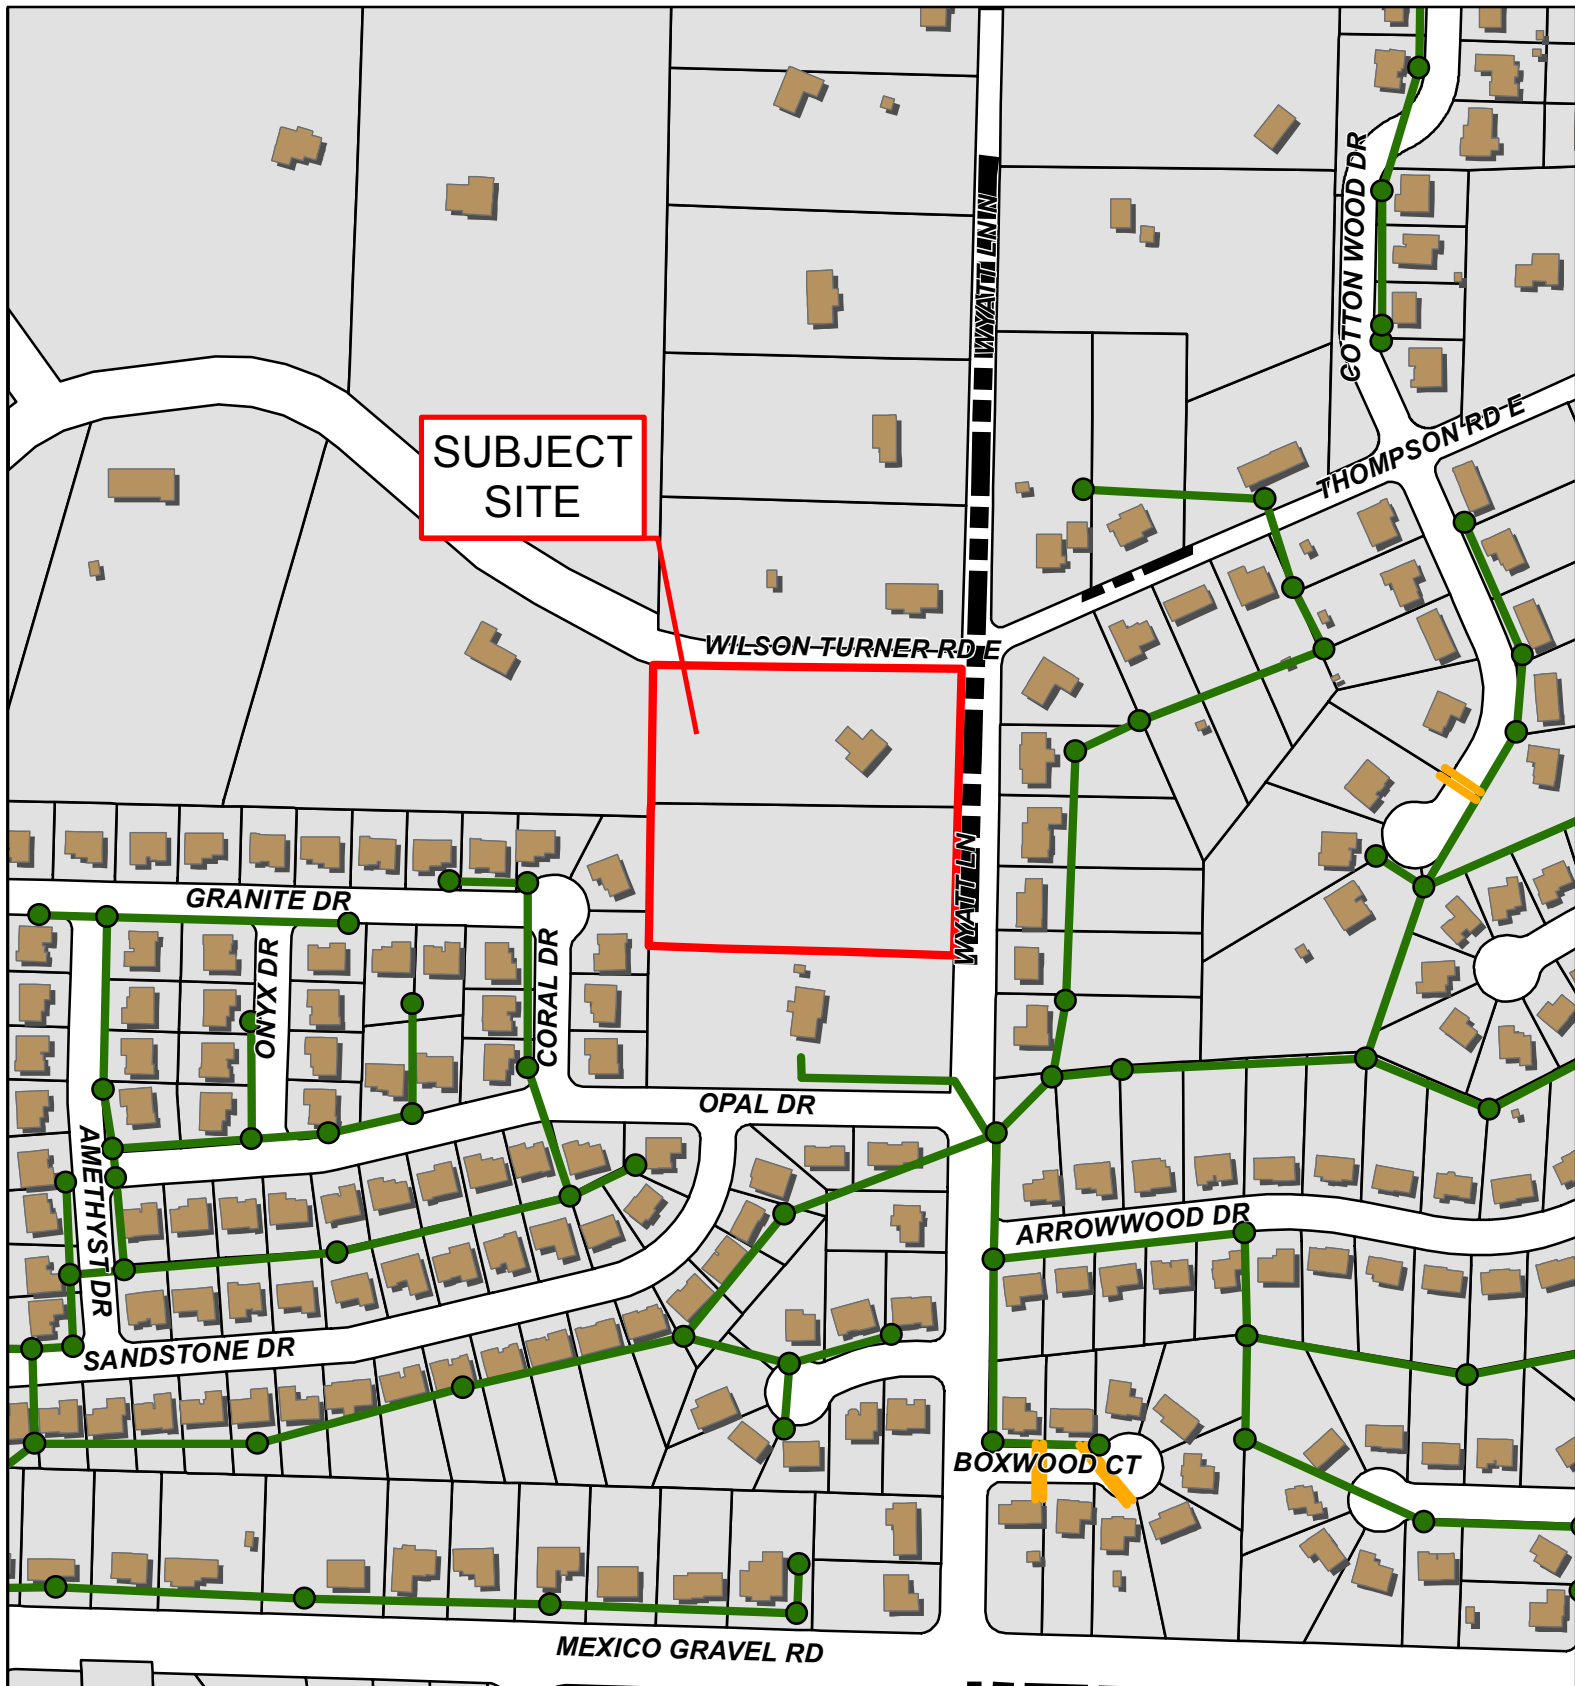 WYATT LN N
COTTON WOOD DR
THOMPSON RD E
SUBJECT
SITE
WILSON TURNER RD E
WYATT LN
GRANITE DR
ONYX DR
CORAL DR
OPAL DR
AMETHYST DR
ARROWWOOD DR
SANDSTONE DR
BOXWOOD CT
MEXICO GRAVEL RD